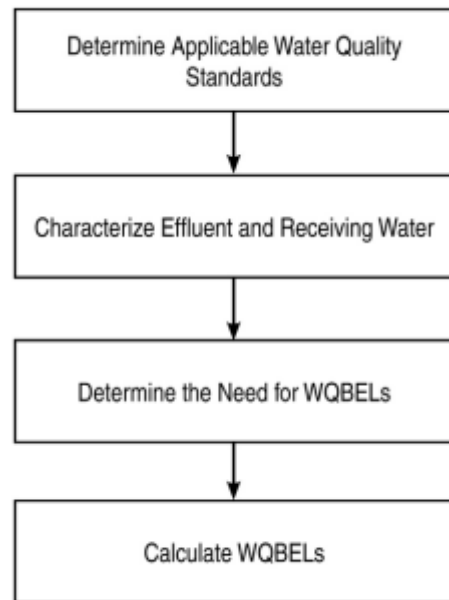 Determine Applicable Water Quality
Standards
Characterize Effluent and Receiving Water
Determine the Need for WQBELs
Calculate WQBELs